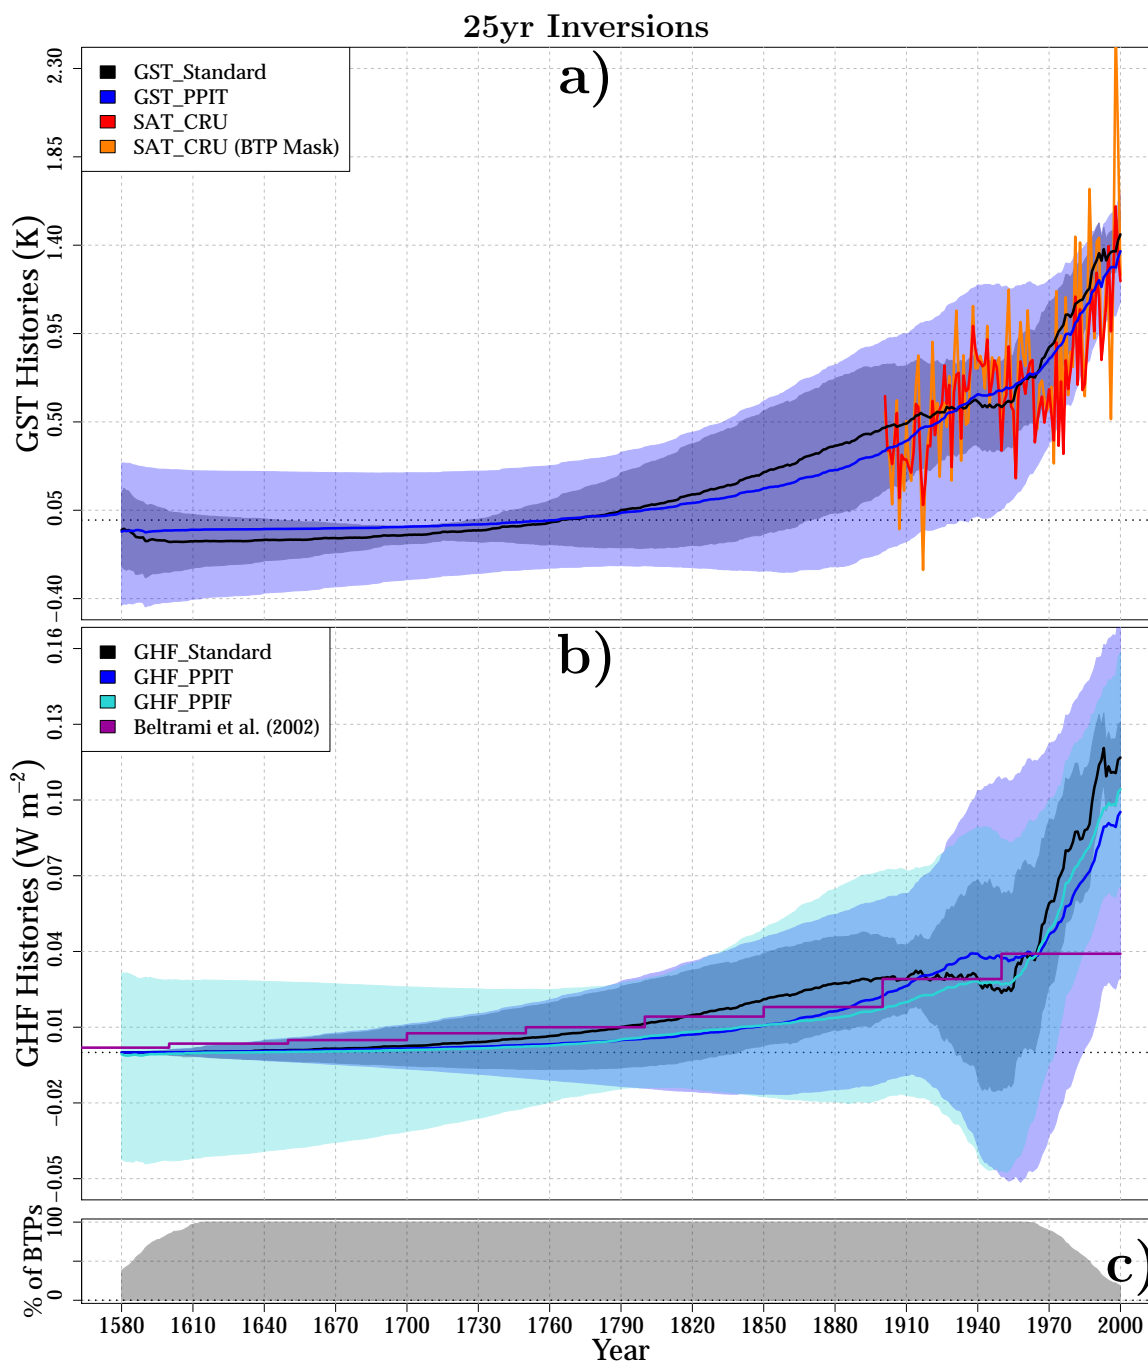 25yr Inversions
a)
GST_Standard
GST_PPIT
SAT_CRU
SAT_CRU (BTP Mask)
GST Histories (K)
2.30
1.85
1.40
0.95
0.50
0.05
−0.40
b)
GHF_Standard
GHF_PPIT
GHF_PPIF
Beltrami et al. (2002)
GHF Histories (W m⁻²)
0.16
0.13
0.10
0.07
0.04
0.01
−0.02
−0.05
c)
% of BTPs
100
0
1580 1610 1640 1670 1700 1730 1760 1790 1820 1850 1880 1910 1940 1970 2000
Year